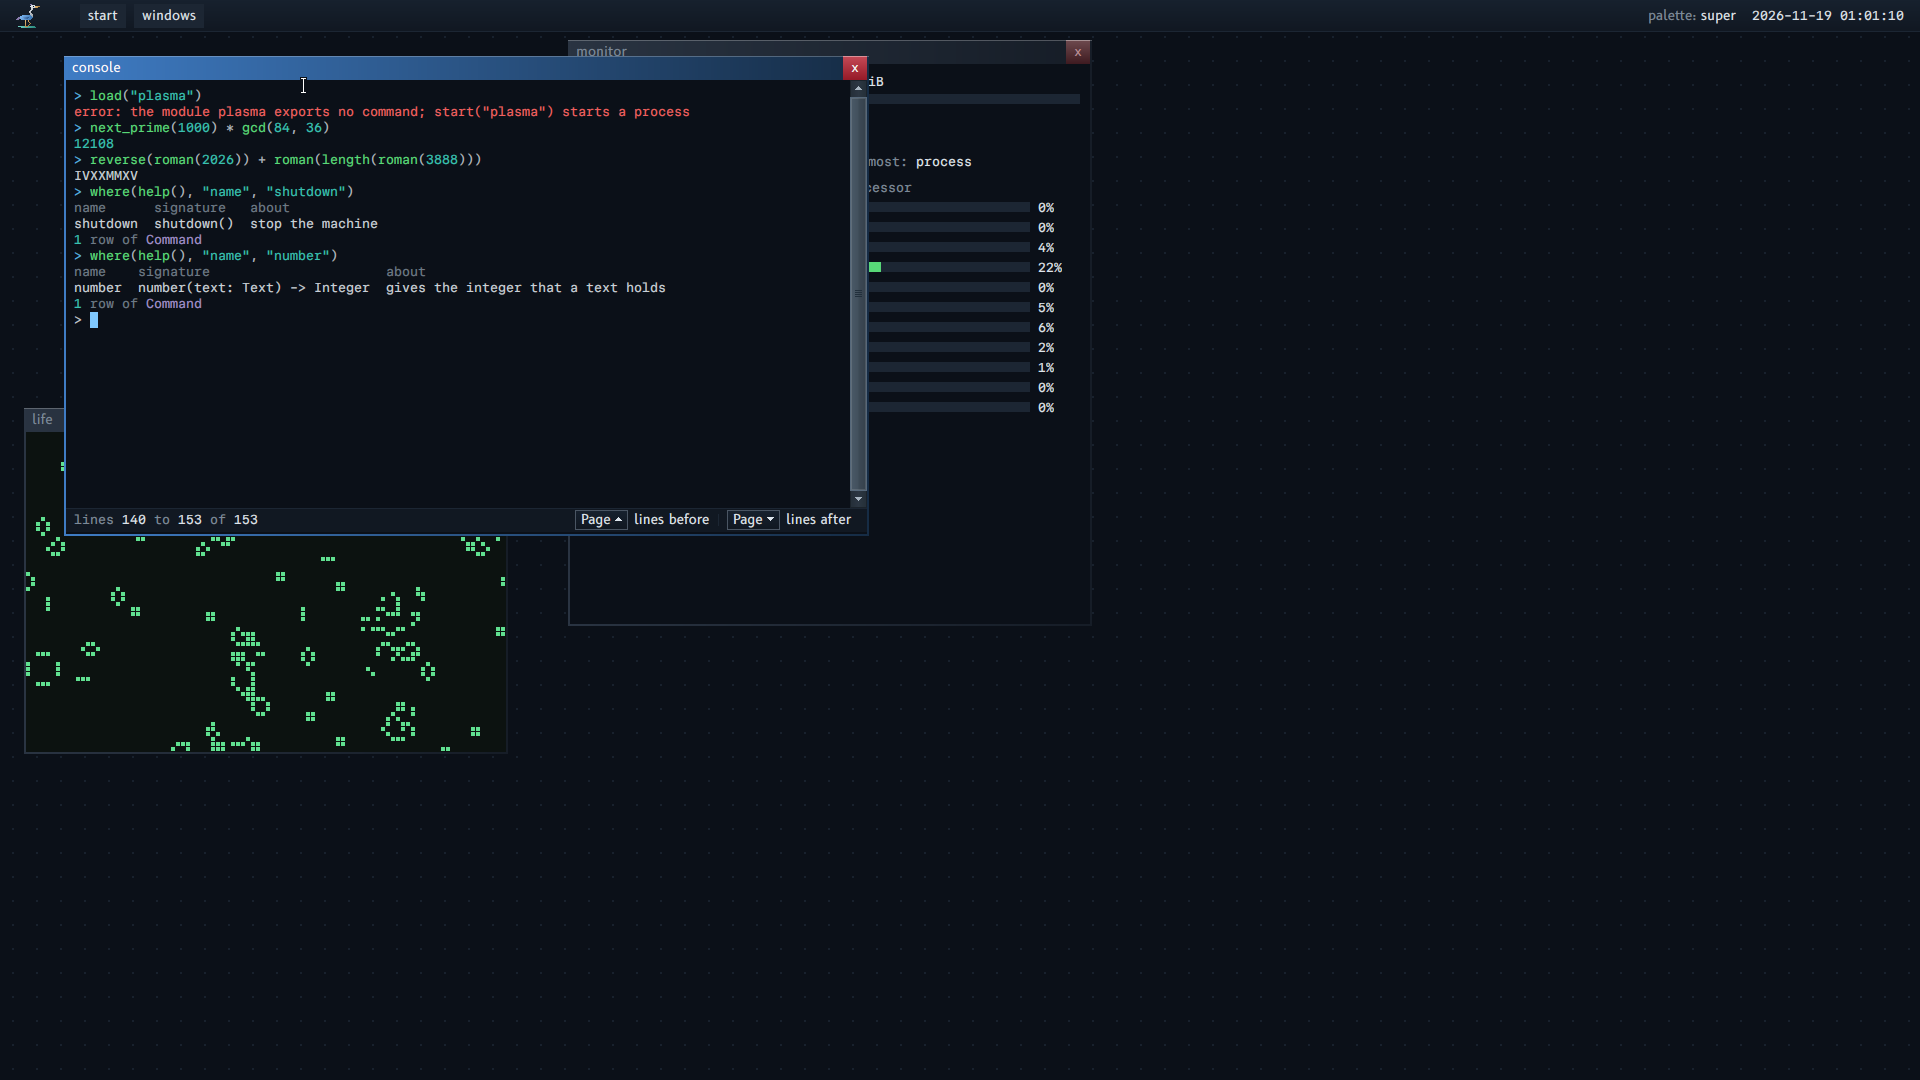 start windows palette: super 2026-11-19 01:01:10
monitor x
console x
iB
> load("plasma")
error: the module plasma exports no command; start("plasma") starts a process
> next_prime(1000) * gcd(84, 36)
12108
> reverse(roman(2026)) + roman(length(roman(3888)))
IVXXMMXV
> where(help(), "name", "shutdown")
name signature about
shutdown shutdown() stop the machine
1 row of Command
> where(help(), "name", "number")
name signature about
number number(text: Text) -> Integer gives the integer that a text holds
1 row of Command
>
lines 140 to 153 of 153 Page lines before Page lines after
most: process
cessor
0%
0%
4%
22%
0%
5%
6%
2%
1%
0%
0%
life